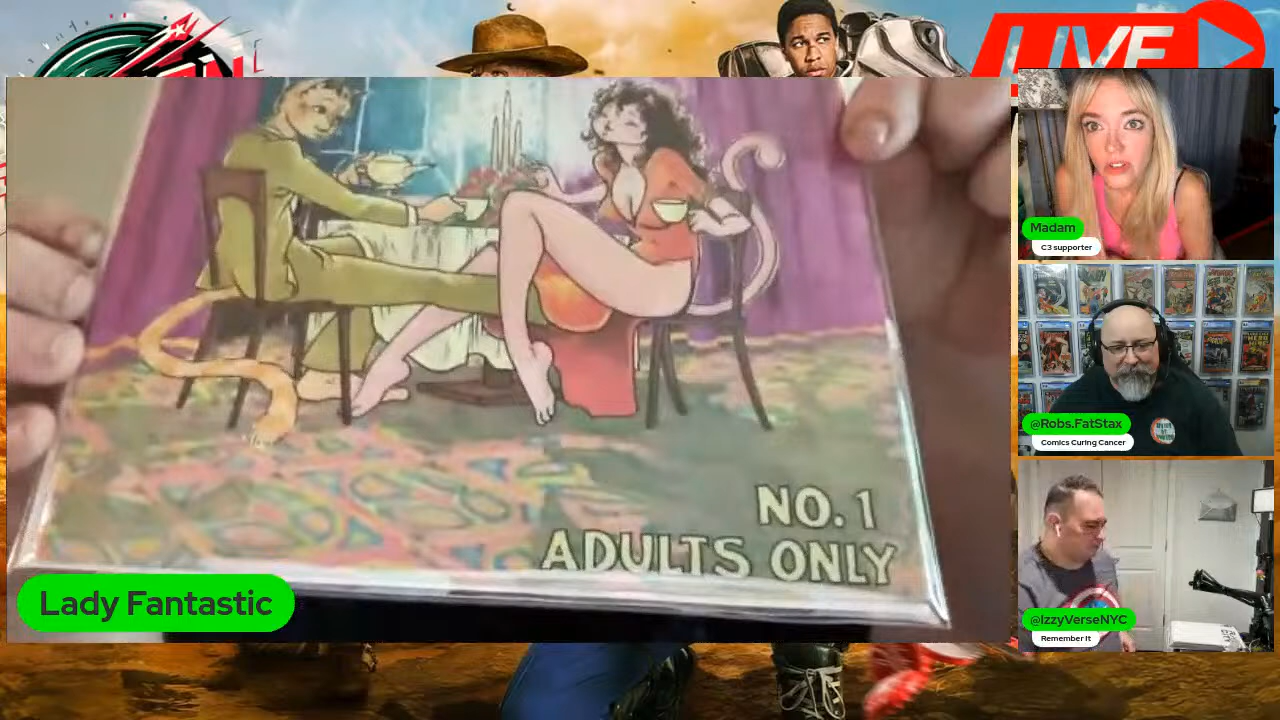 LIVE
Madam
C3 supporter
@Robs.FatStax
Comics Curing Cancer
NO. 1
ADULTS ONLY
Lady Fantastic
@IzzyVerseNYC
Remember It